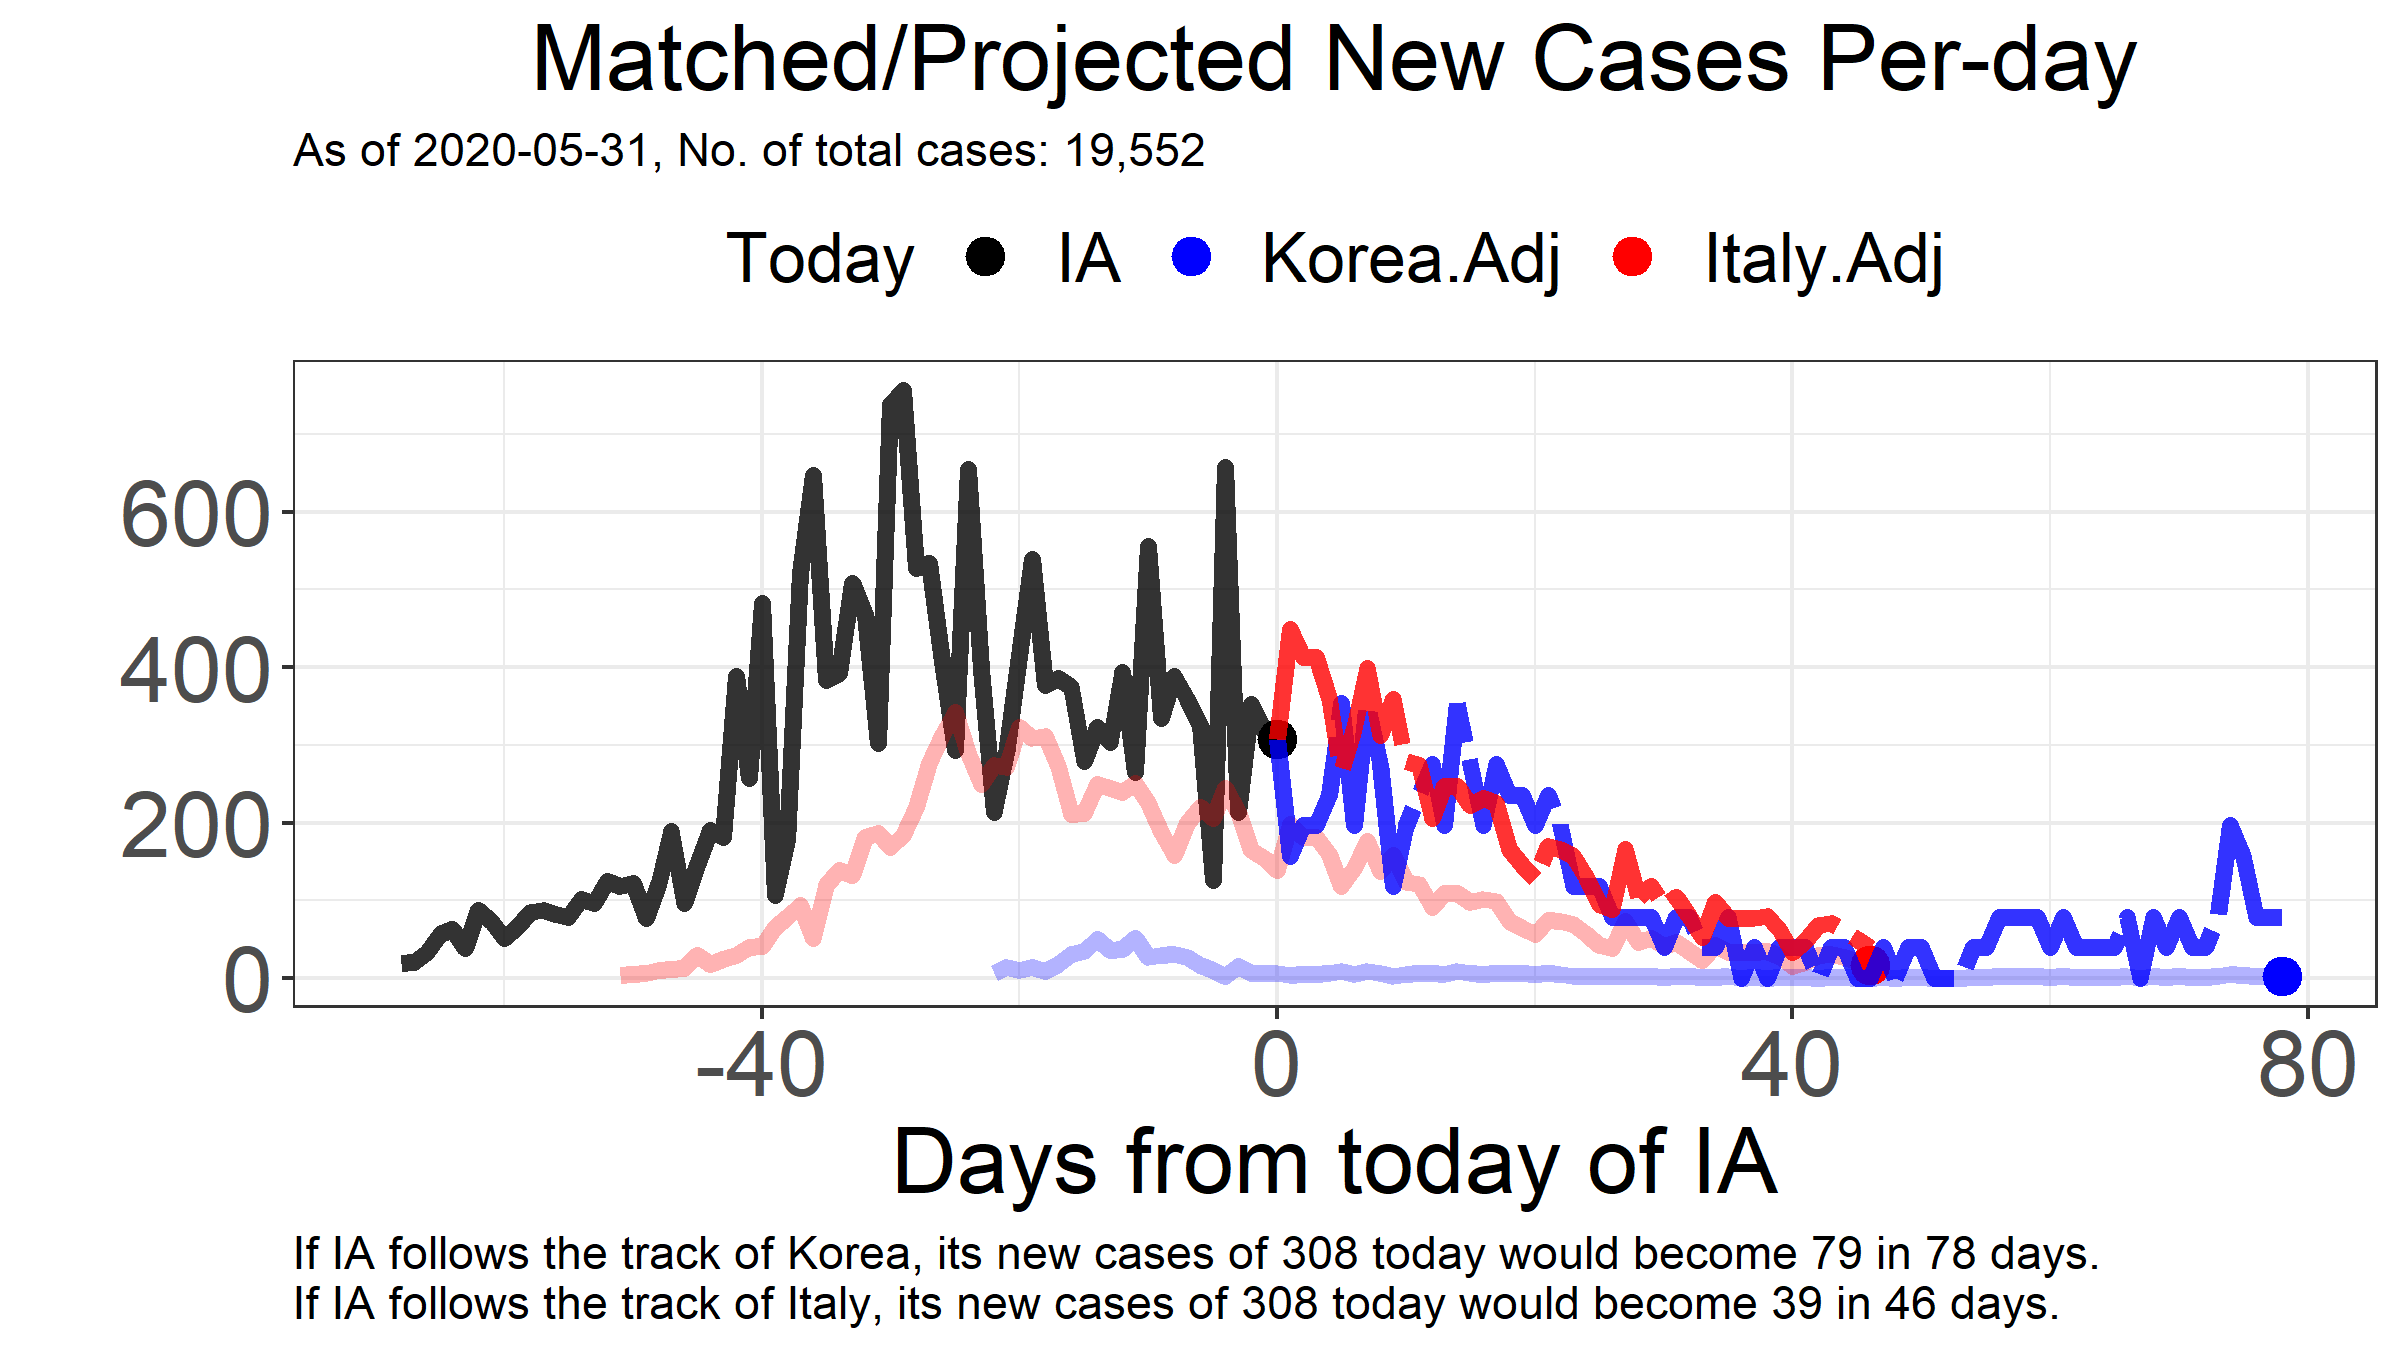 Matched/Projected New Cases Per-day
As of 2020-05-31, No. of total cases: 19,552
Today IA Korea.Adj Italy.Adj
600
400
200
0
-40 0 40 80
Days from today of IA
If IA follows the track of Korea, its new cases of 308 today would become 79 in 78 days.
If IA follows the track of Italy, its new cases of 308 today would become 39 in 46 days.